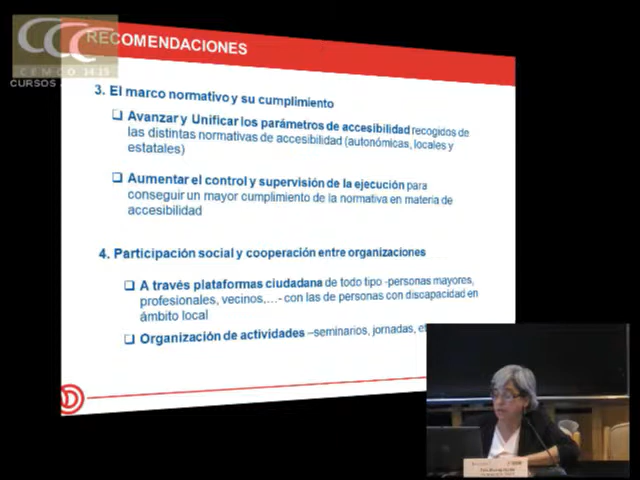 CCC
CEMCO
CURSOS
RECOMENDACIONES
3. El marco normativo y su cumplimiento
❑ Avanzar y Unificar los parámetros de accesibilidad recogidos de
las distintas normativas de accesibilidad (autonómicas, locales y
estatales)
❑ Aumentar el control y supervisión de la ejecución para
conseguir un mayor cumplimiento de la normativa en materia de
accesibilidad
4. Participación social y cooperación entre organizaciones
❑ A través plataformas ciudadana de todo tipo -personas mayores,
profesionales, vecinos,...- con las de personas con discapacidad en
ámbito local
❑ Organización de actividades –seminarios, jornadas,